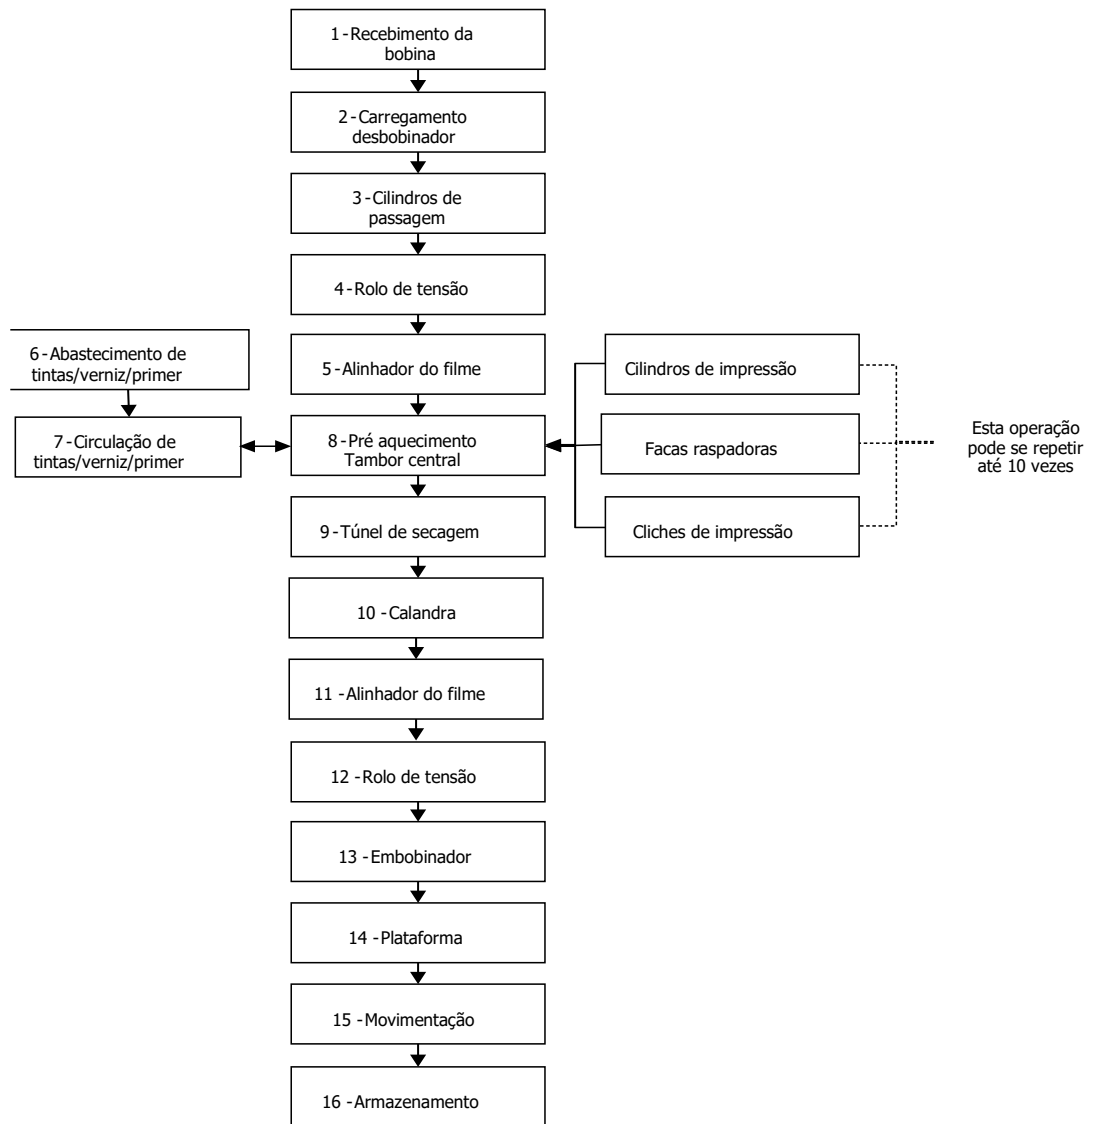 1-Recebimento da
bobina
2-Carregamento
desbobinador
3-Cilindros de
passagem
4-Rolo de tensão
6-Abastecimento de
tintas/verniz/primer
5-Alinhador do filme
Cilindros de impressão
7-Circulação de
tintas/verniz/primer
8-Pré aquecimento
Tambor central
Facas raspadoras
Esta operação
pode se repetir
até 10 vezes
9-Túnel de secagem
Cliches de impressão
10 -Calandra
11 -Alinhador do filme
12 -Rolo de tensão
13 -Embobinador
14 -Plataforma
15 -Movimentação
16 -Armazenamento